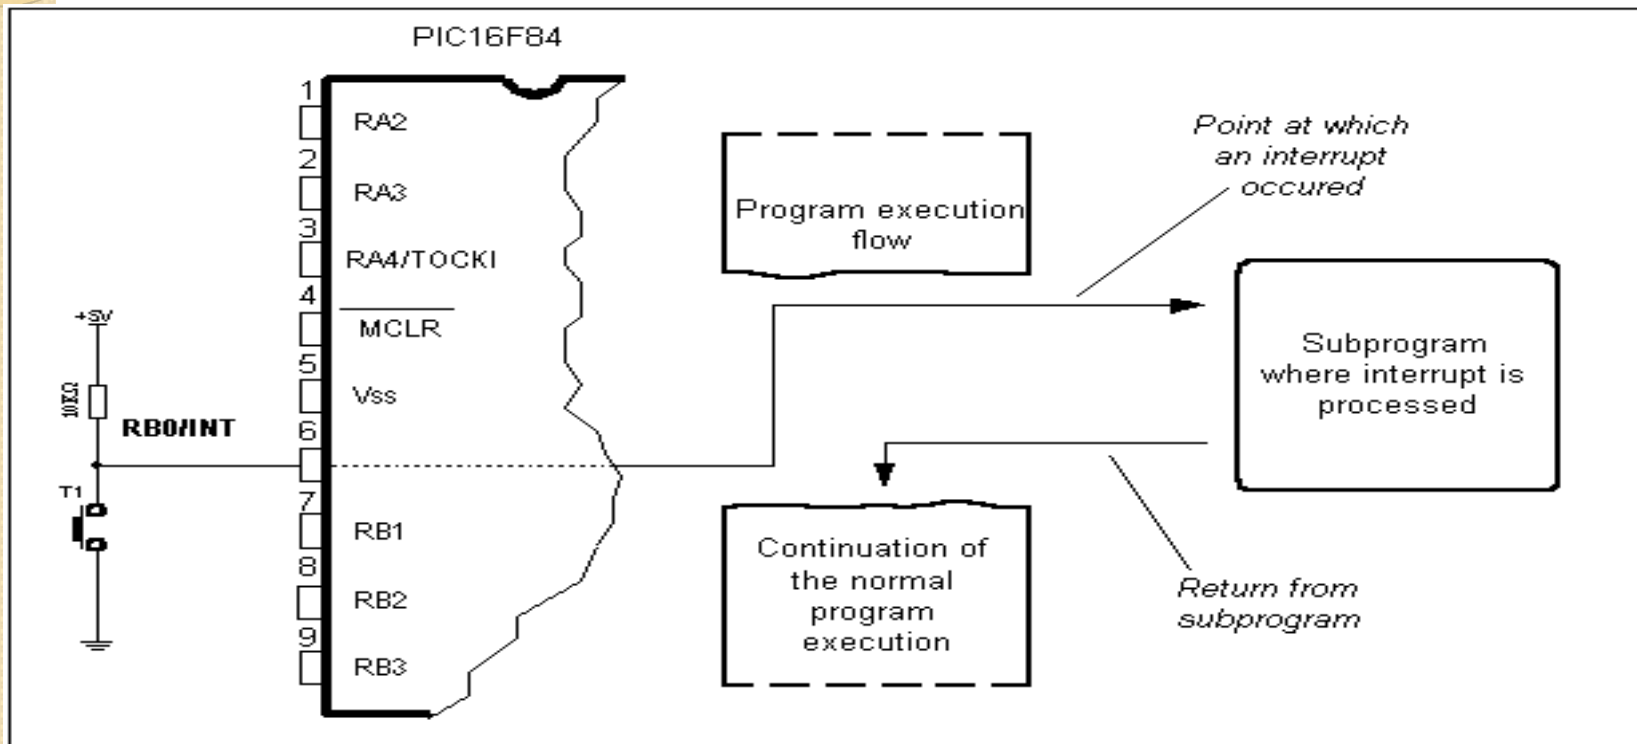 PIC16F84
1
RA2
2
RA3
3
RA4/TOCKI
4
MCLR
5
Vss
6
7
RB1
8
RB2
9
RB3
+5V
10KΩ
RB0/INT
T1
Program execution
flow
Point at which
an interrupt
occured
Subprogram
where interrupt is
processed
Continuation of
the normal
program
execution
Return from
subprogram